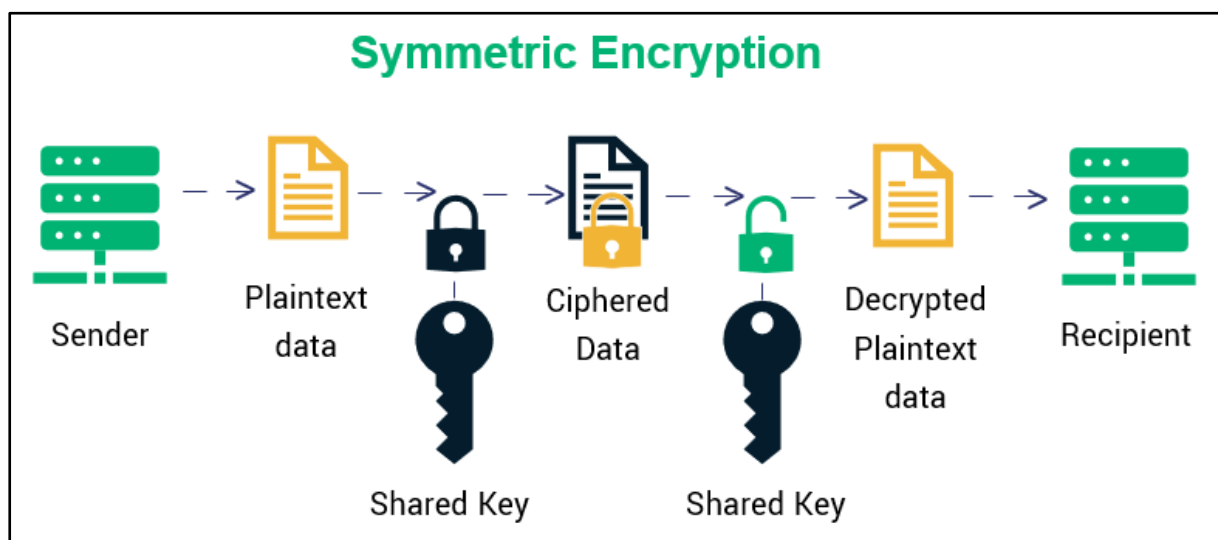 Symmetric Encryption
Sender
Plaintext
data
Shared Key
Ciphered
Data
Shared Key
Decrypted
Plaintext
data
Recipient